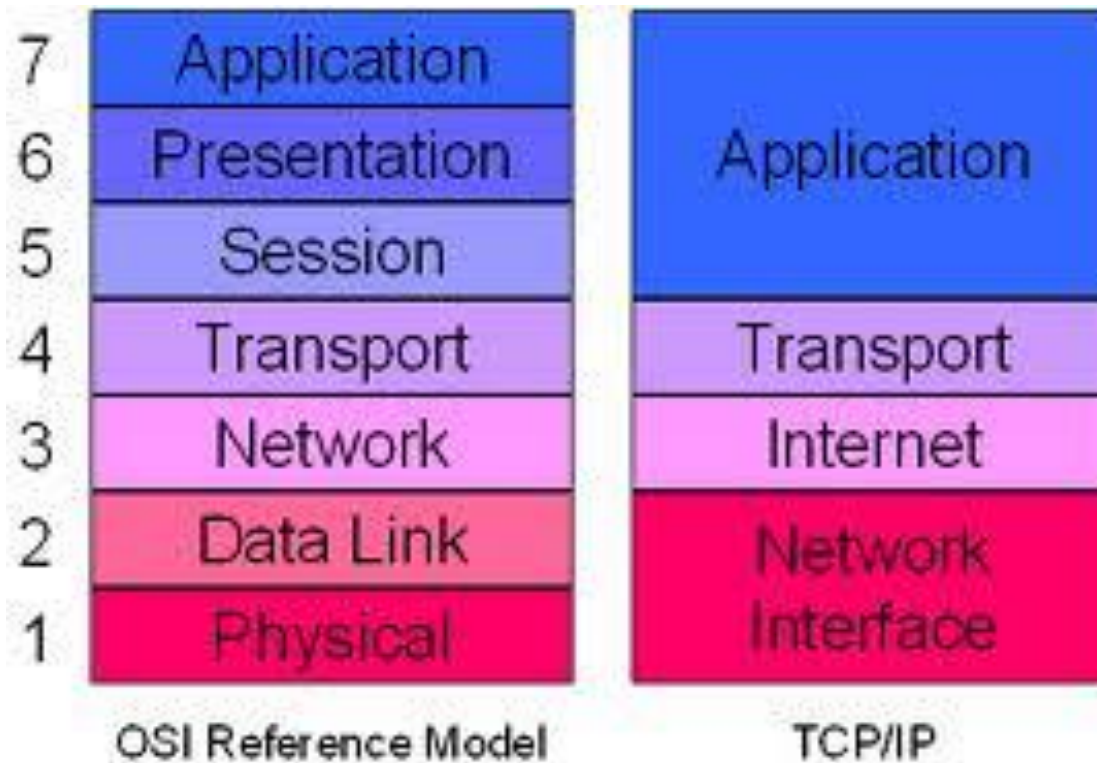 7 Application
6 Presentation
5 Session
4 Transport
3 Network
2 Data Link
1 Physical
OSI Reference Model
Application
Transport
Internet
Network
Interface
TCP/IP